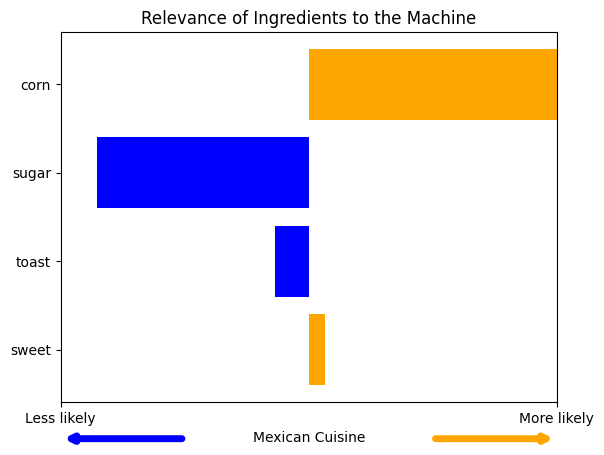 Relevance of Ingredients to the Machine
corn
sugar
toast
sweet
Less likely
More likely
Mexican Cuisine